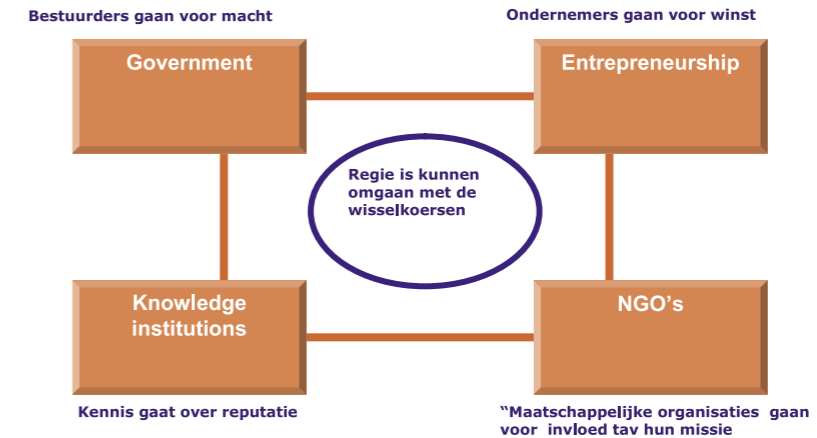 Bestuurders gaan voor macht
Ondernemers gaan voor winst
Government
Entrepreneurship
Regie is kunnen
omgaan met de
wisselkoersen
Knowledge
institutions
NGO's
Kennis gaat over reputatie
"Maatschappelijke organisaties gaan
voor invloed tav hun missie